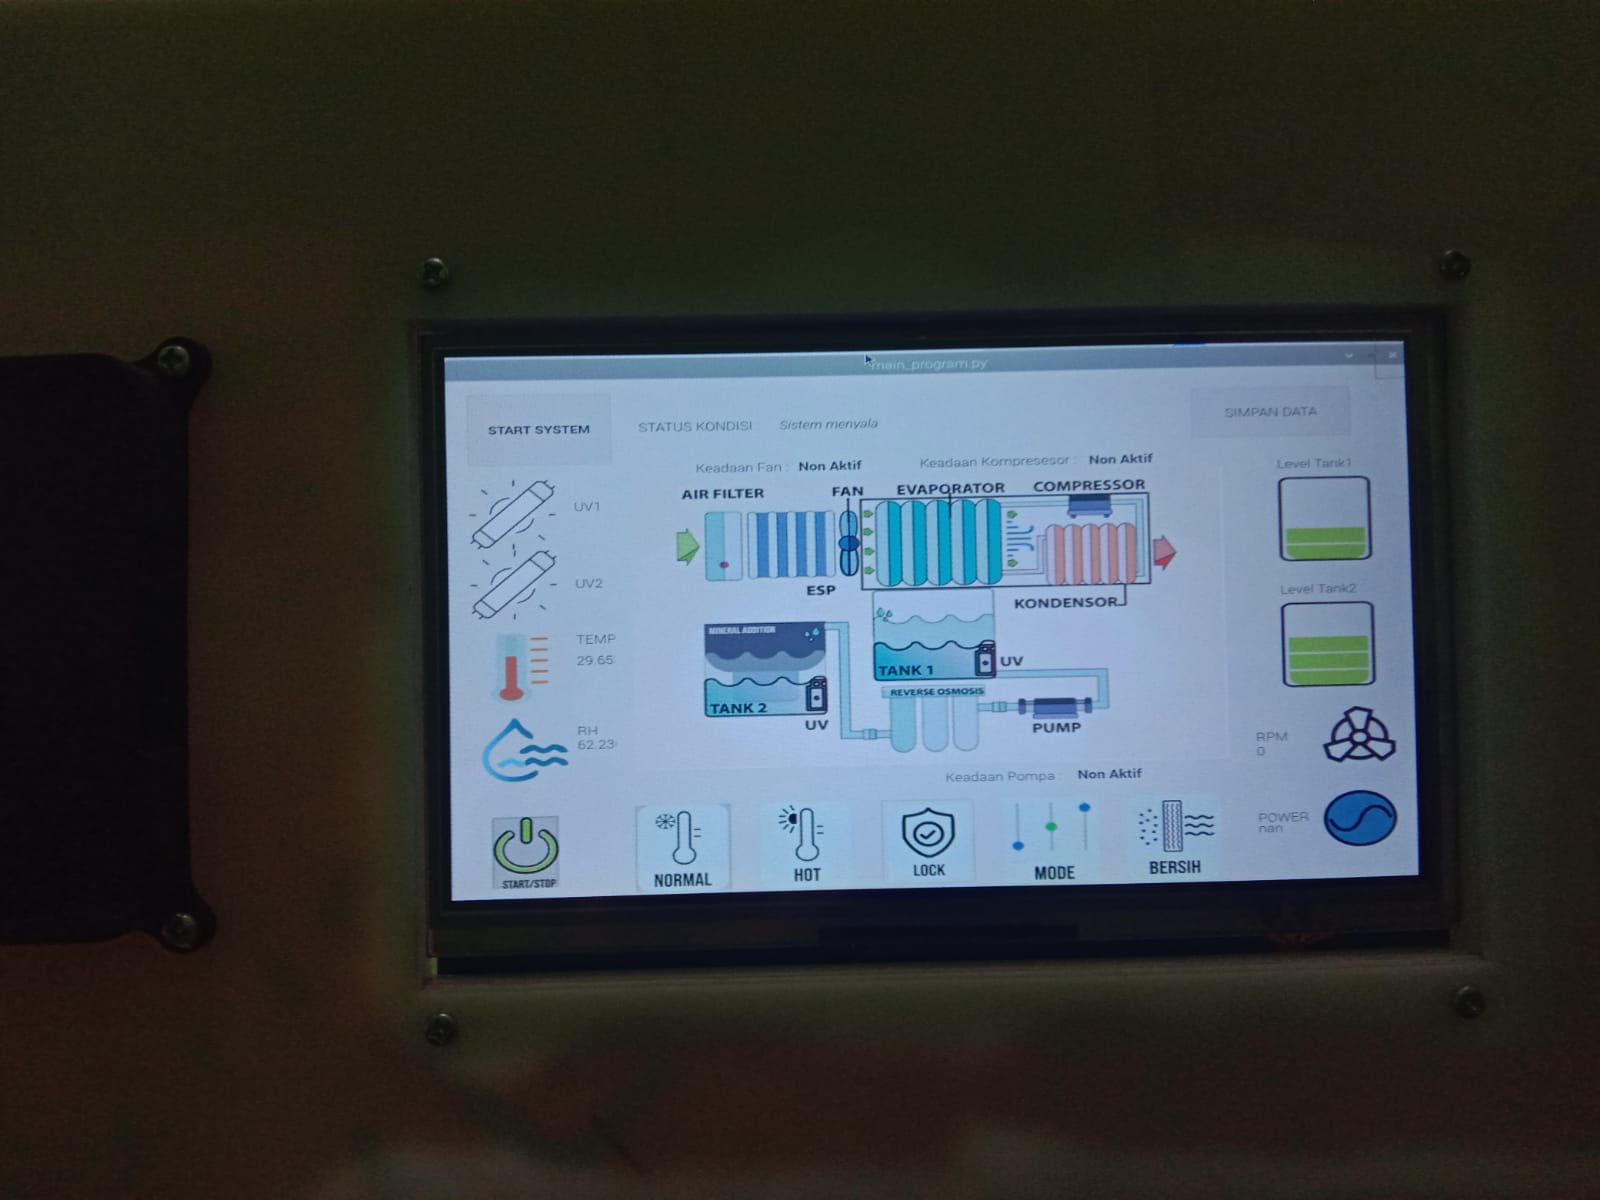 main_program.py
START SYSTEM
STATUS KONDISI
Sistem menyala
SIMPAN DATA
Keadaan Fan : Non Aktif
Keadaan Kompresesor : Non Aktif
Level Tank1
AIR FILTER
FAN
EVAPORATOR
COMPRESSOR
UV1
UV2
ESP
KONDENSOR
Level Tank2
TEMP
29.65
MINERAL ADDITION
TANK 1
UV
REVERSE OSMOSIS
TANK 2
UV
PUMP
RH
62.23
RPM
0
Keadaan Pompa : Non Aktif
POWER
nan
START/STOP
NORMAL
HOT
LOCK
MODE
BERSIH